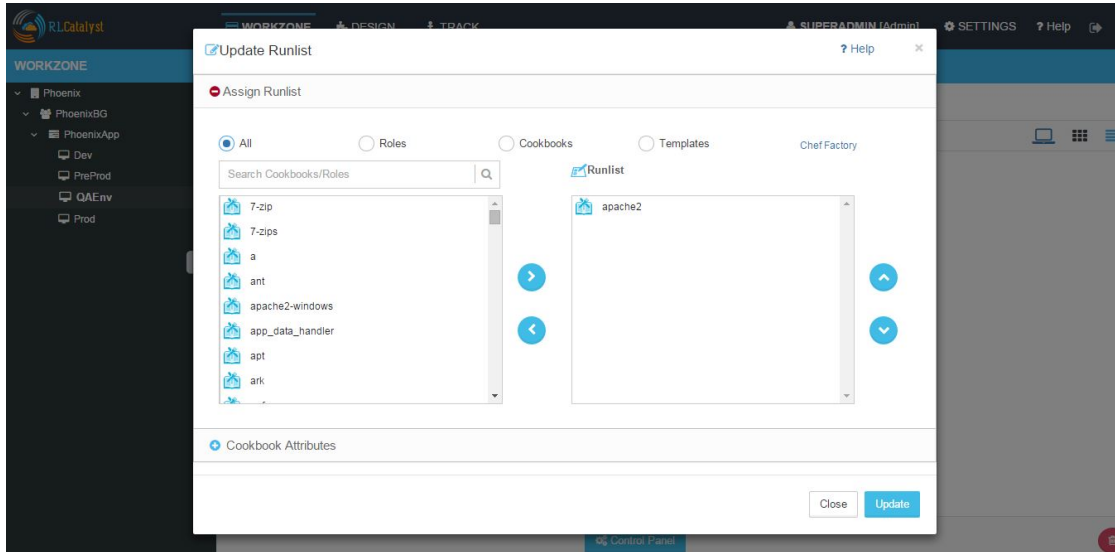 RLCatalyst
WORKZONE DESIGN TRACK SUPERADMIN [Admin] SETTINGS ? Help
Update Runlist ? Help ×
WORKZONE
Phoenix
PhoenixBG
PhoenixApp
Dev
PreProd
QAEnv
Prod
Assign Runlist
All Roles Cookbooks Templates Chef Factory
Search Cookbooks/Roles
Runlist
7-zip
7-zips
a
ant
apache2-windows
app_data_handler
apt
ark
apache2
Cookbook Attributes
Close Update
Control Panel